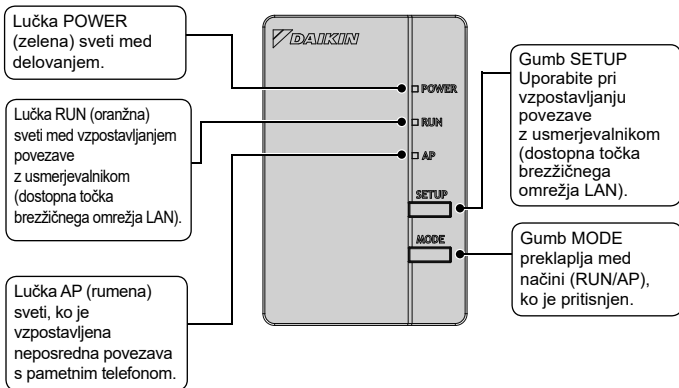 Lučka POWER
(zelena) sveti med
delovanjem.
Lučka RUN (oranžna)
sveti med vzpostavljanjem
povezave
z usmerjevalnikom
(dostopna točka
brezžičnega
omrežja LAN).
Lučka AP (rumena)
sveti, ko je
vzpostavljena
neposredna povezava
s pametnim telefonom.
DAIKIN
POWER
RUN
AP
SETUP
MODE
Gumb SETUP
Uporabite pri
vzpostavljanju
povezave
z usmerjevalnikom
(dostopna točka
brezžičnega
omrežja LAN).
Gumb MODE
preklaplja med
načini (RUN/AP),
ko je pritisnjen.